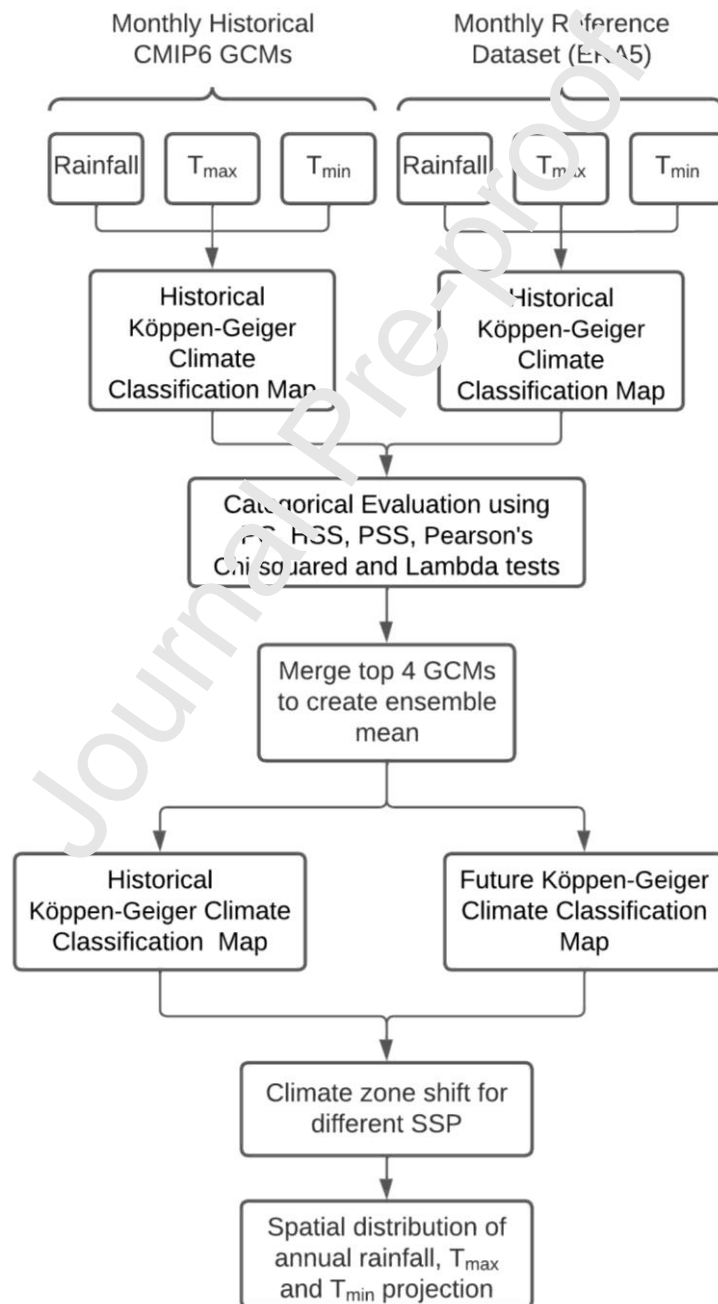 Monthly Historical
CMIP6 GCMs
Monthly Reference
Dataset (ERA5)
Rainfall
Tmax
Tmin
Rainfall
Tmax
Tmin
Historical
Köppen-Geiger
Climate
Classification Map
Historical
Köppen-Geiger
Climate
Classification Map
Categorical Evaluation using
HSS, PSS, Pearson's
Chi-squared and Lambda tests
Merge top 4 GCMs
to create ensemble
mean
Historical
Köppen-Geiger Climate
Classification Map
Future Köppen-Geiger
Climate Classification
Map
Climate zone shift for
different SSP
Spatial distribution of
annual rainfall, Tmax
and Tmin projection
Journal Pre-proof